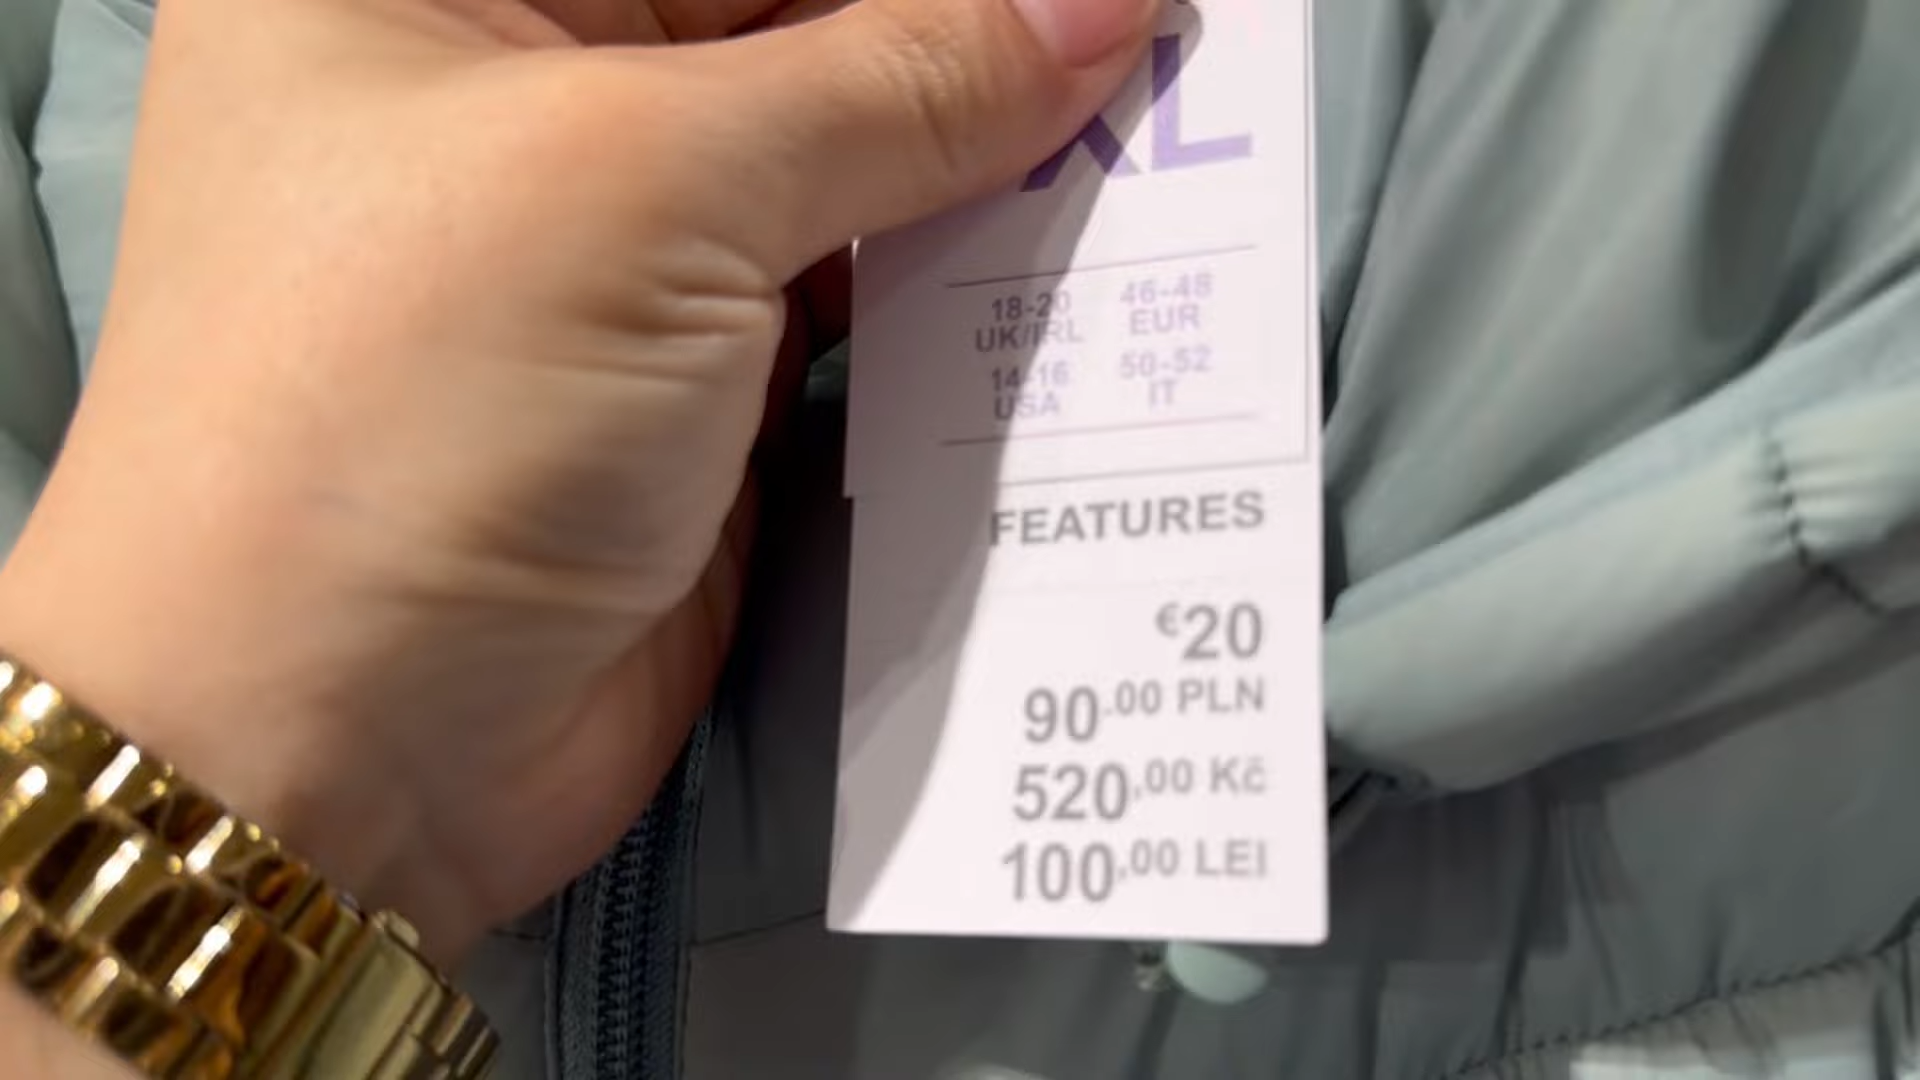 XL
18-20 46-48
UK/IRL EUR
14-16 50-52
USA IT
FEATURES
€20
90.00 PLN
520,00 Kč
100,00 LEI